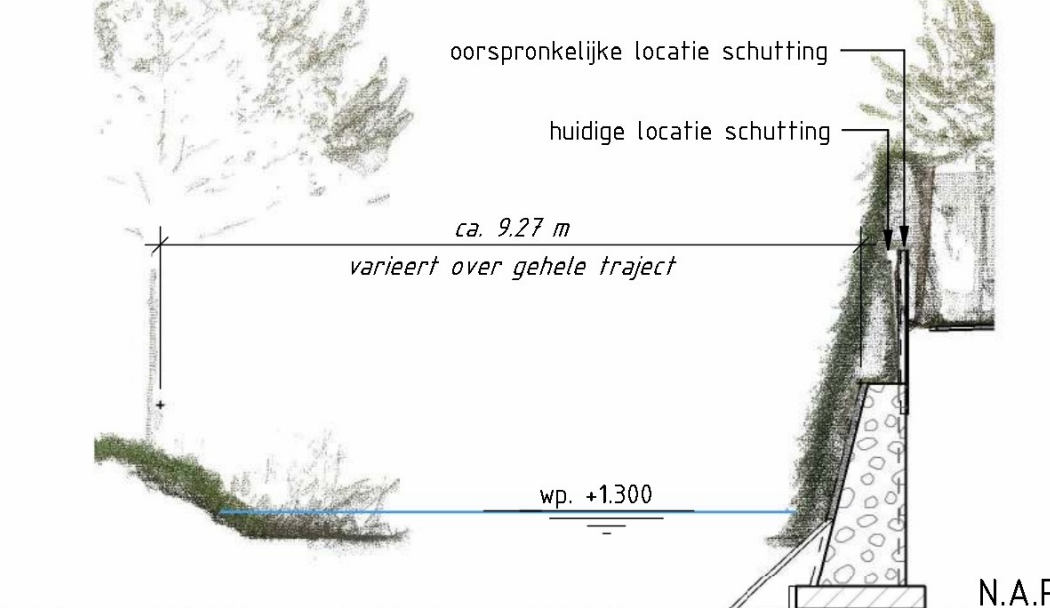 oorspronkelijke locatie schutting
huidige locatie schutting
ca. 9.27 m
varieert over gehele traject
wp. +1.300